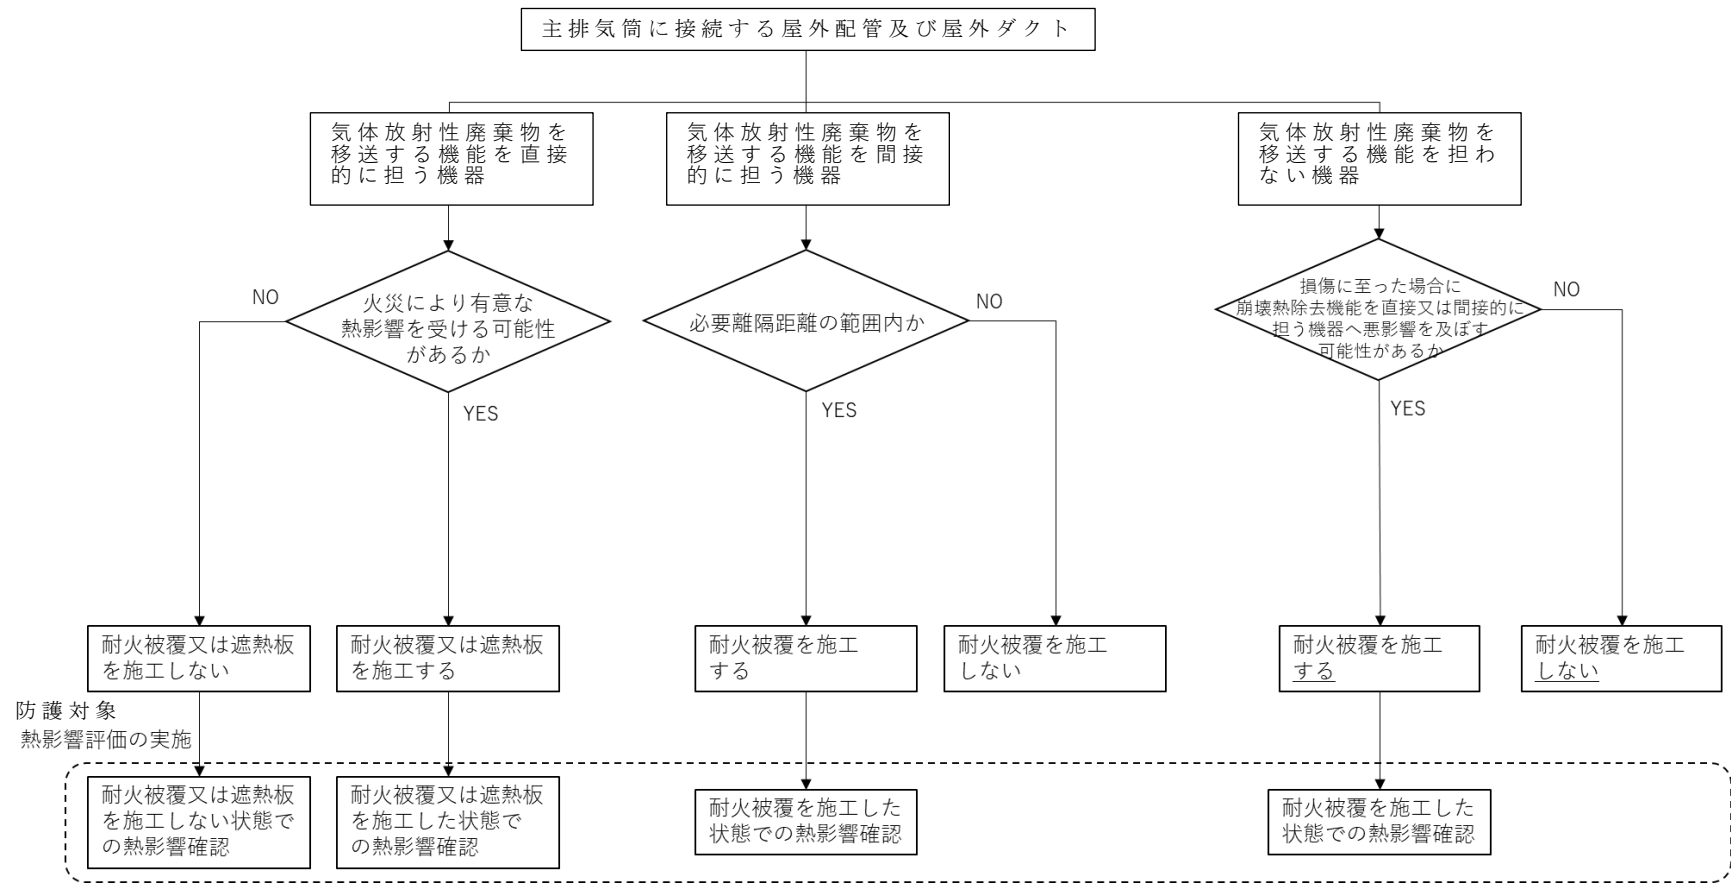 主排気筒に接続する屋外配管及び屋外ダクト
気体放射性廃棄物を
移送する機能を直接
的に担う機器
気体放射性廃棄物を
移送する機能を間接
的に担う機器
気体放射性廃棄物を
移送する機能を担わ
ない機器
火災により有意な
熱影響を受ける可能性
があるか
NO
YES
必要離隔距離の範囲内か
NO
YES
損傷に至った場合に
崩壊熱除去機能を直接又は間接的に
担う機器へ悪影響を及ぼす
可能性があるか
NO
YES
耐火被覆又は遮熱板
を施工しない
耐火被覆又は遮熱板
を施工する
耐火被覆を施工
する
耐火被覆を施工
しない
耐火被覆を施工
する
耐火被覆を施工
しない
防護対象
熱影響評価の実施
耐火被覆又は遮熱板
を施工しない状態で
の熱影響確認
耐火被覆又は遮熱板
を施工した状態で
の熱影響確認
耐火被覆を施工した
状態での熱影響確認
耐火被覆を施工した
状態での熱影響確認